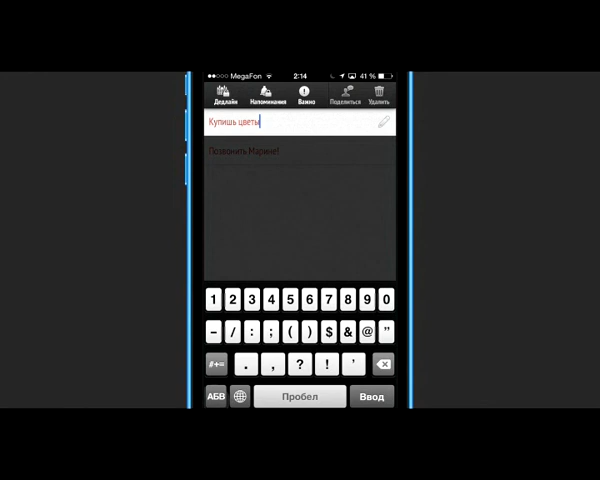 MegaFon 2:14 41 %
Дедлайн Напоминания Важно Поделиться Удалить
Купишь цветы
Позвонить Марине!
1 2 3 4 5 6 7 8 9 0
- / : ; ( ) $ & @ "
#+= . , ? ! '
АБВ Пробел Ввод